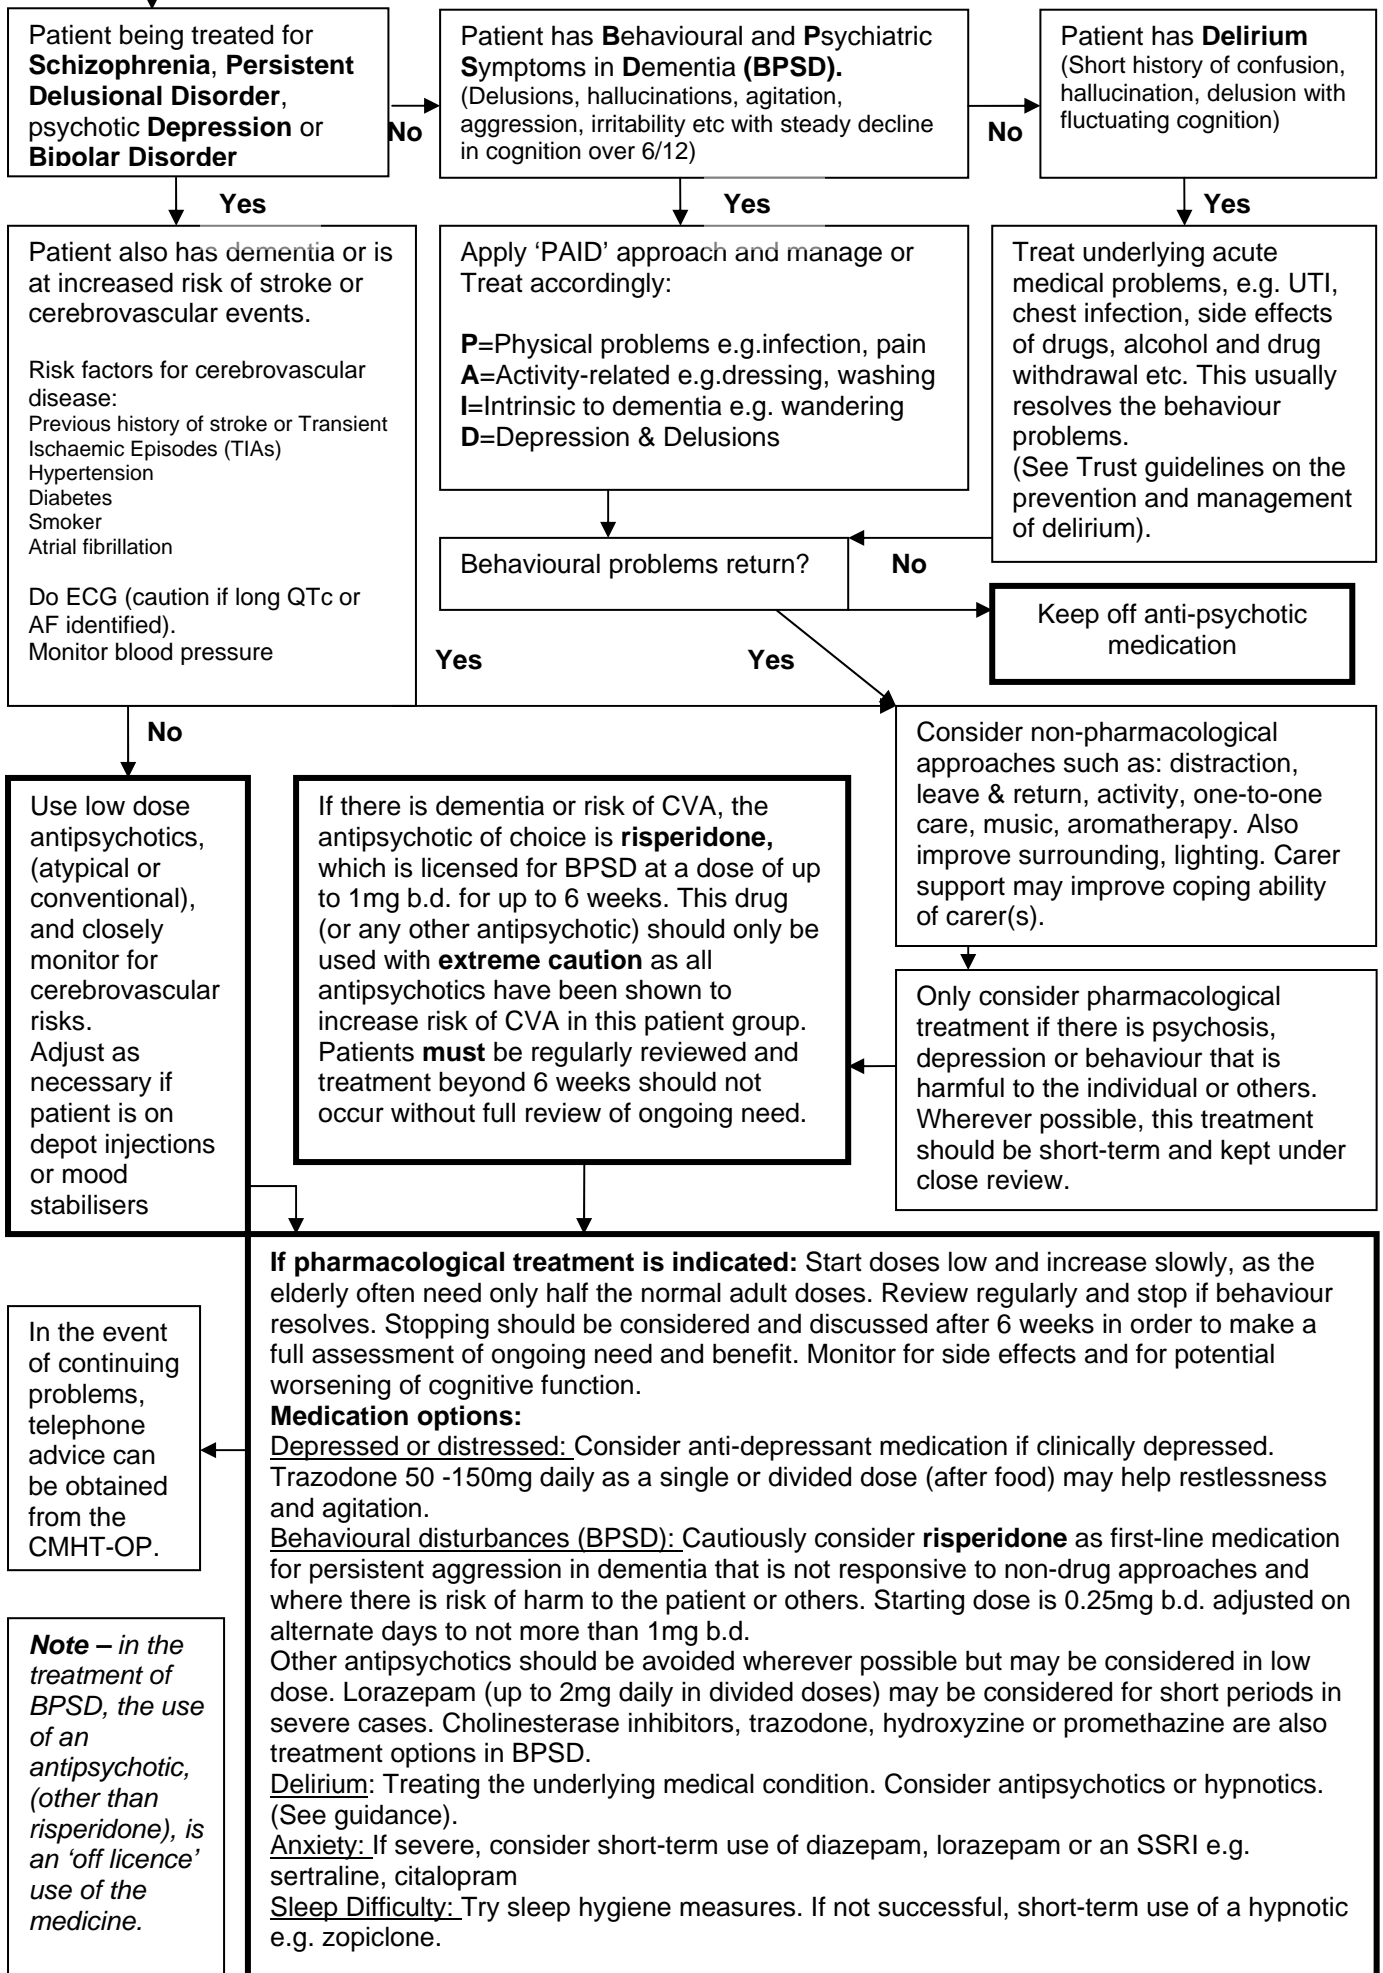 Patient being treated for
Schizophrenia, Persistent
Delusional Disorder,
psychotic Depression or
Bipolar Disorder
No
Patient has Behavioural and Psychiatric
Symptoms in Dementia (BPSD).
(Delusions, hallucinations, agitation,
aggression, irritability etc with steady decline
in cognition over 6/12)
No
Patient has Delirium
(Short history of confusion,
hallucination, delusion with
fluctuating cognition)
Yes
Yes
Yes
Patient also has dementia or is
at increased risk of stroke or
cerebrovascular events.
Risk factors for cerebrovascular
disease:
Previous history of stroke or Transient
Ischaemic Episodes (TIAs)
Hypertension
Diabetes
Smoker
Atrial fibrillation
Do ECG (caution if long QTc or
AF identified).
Monitor blood pressure
Apply ‘PAID’ approach and manage or
Treat accordingly:
P=Physical problems e.g.infection, pain
A=Activity-related e.g.dressing, washing
I=Intrinsic to dementia e.g. wandering
D=Depression & Delusions
Treat underlying acute
medical problems, e.g. UTI,
chest infection, side effects
of drugs, alcohol and drug
withdrawal etc. This usually
resolves the behaviour
problems.
(See Trust guidelines on the
prevention and management
of delirium).
Behavioural problems return?
No
Keep off anti-psychotic
medication
Yes
Yes
No
Consider non-pharmacological
approaches such as: distraction,
leave & return, activity, one-to-one
care, music, aromatherapy. Also
improve surrounding, lighting. Carer
support may improve coping ability
of carer(s).
Use low dose
antipsychotics,
(atypical or
conventional),
and closely
monitor for
cerebrovascular
risks.
Adjust as
necessary if
patient is on
depot injections
or mood
stabilisers
If there is dementia or risk of CVA, the
antipsychotic of choice is risperidone,
which is licensed for BPSD at a dose of up
to 1mg b.d. for up to 6 weeks. This drug
(or any other antipsychotic) should only be
used with extreme caution as all
antipsychotics have been shown to
increase risk of CVA in this patient group.
Patients must be regularly reviewed and
treatment beyond 6 weeks should not
occur without full review of ongoing need.
Only consider pharmacological
treatment if there is psychosis,
depression or behaviour that is
harmful to the individual or others.
Wherever possible, this treatment
should be short-term and kept under
close review.
If pharmacological treatment is indicated: Start doses low and increase slowly, as the
elderly often need only half the normal adult doses. Review regularly and stop if behaviour
resolves. Stopping should be considered and discussed after 6 weeks in order to make a
full assessment of ongoing need and benefit. Monitor for side effects and for potential
worsening of cognitive function.
Medication options:
Depressed or distressed: Consider anti-depressant medication if clinically depressed.
Trazodone 50 -150mg daily as a single or divided dose (after food) may help restlessness
and agitation.
Behavioural disturbances (BPSD): Cautiously consider risperidone as first-line medication
for persistent aggression in dementia that is not responsive to non-drug approaches and
where there is risk of harm to the patient or others. Starting dose is 0.25mg b.d. adjusted on
alternate days to not more than 1mg b.d.
Other antipsychotics should be avoided wherever possible but may be considered in low
dose. Lorazepam (up to 2mg daily in divided doses) may be considered for short periods in
severe cases. Cholinesterase inhibitors, trazodone, hydroxyzine or promethazine are also
treatment options in BPSD.
Delirium: Treating the underlying medical condition. Consider antipsychotics or hypnotics.
(See guidance).
Anxiety: If severe, consider short-term use of diazepam, lorazepam or an SSRI e.g.
sertraline, citalopram
Sleep Difficulty: Try sleep hygiene measures. If not successful, short-term use of a hypnotic
e.g. zopiclone.
In the event
of continuing
problems,
telephone
advice can
be obtained
from the
CMHT-OP.
Note – in the
treatment of
BPSD, the use
of an
antipsychotic,
(other than
risperidone), is
an ‘off licence’
use of the
medicine.